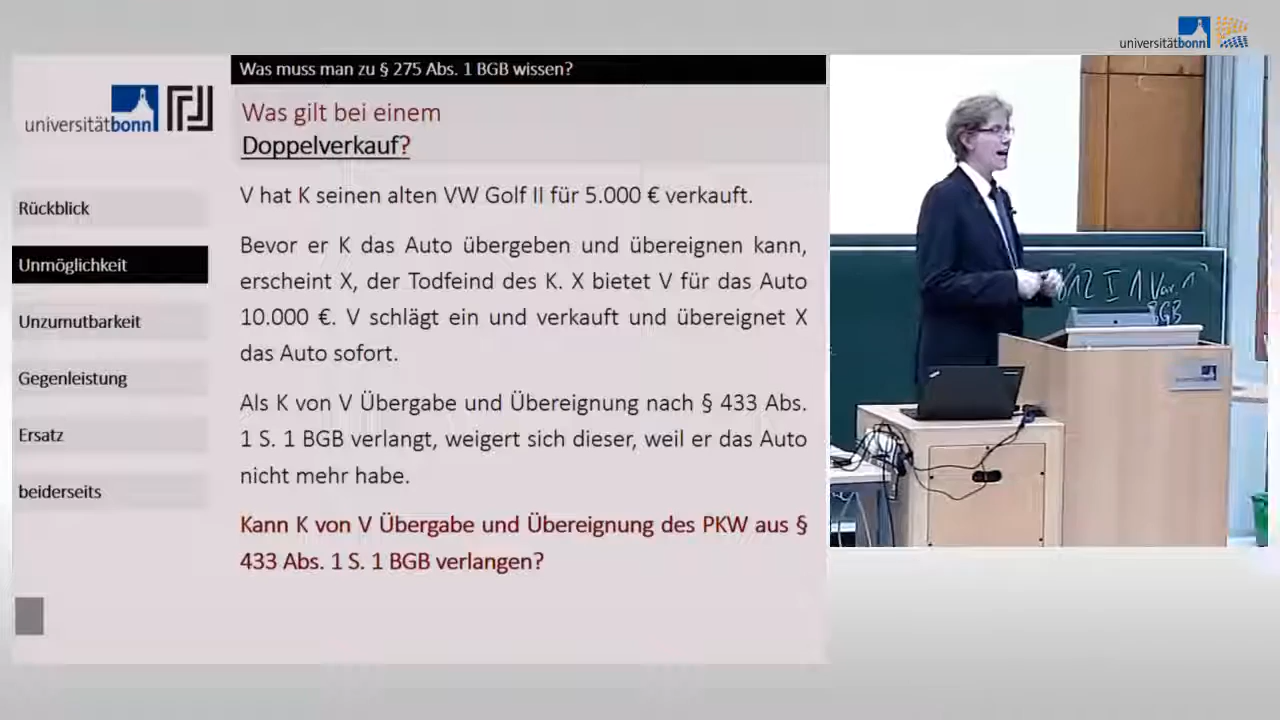 universitätbonn
Was muss man zu § 275 Abs. 1 BGB wissen?
universitätbonn
Was gilt bei einem
Doppelverkauf?
Rückblick
Unmöglichkeit
Unzumutbarkeit
Gegenleistung
Ersatz
beiderseits
V hat K seinen alten VW Golf II für 5.000 € verkauft.
Bevor er K das Auto übergeben und übereignen kann,
erscheint X, der Todfeind des K. X bietet V für das Auto
10.000 €. V schlägt ein und verkauft und übereignet X
das Auto sofort.
Als K von V Übergabe und Übereignung nach § 433 Abs.
1 S. 1 BGB verlangt, weigert sich dieser, weil er das Auto
nicht mehr habe.
Kann K von V Übergabe und Übereignung des PKW aus §
433 Abs. 1 S. 1 BGB verlangen?
812 I 1 Var. 1
BGB